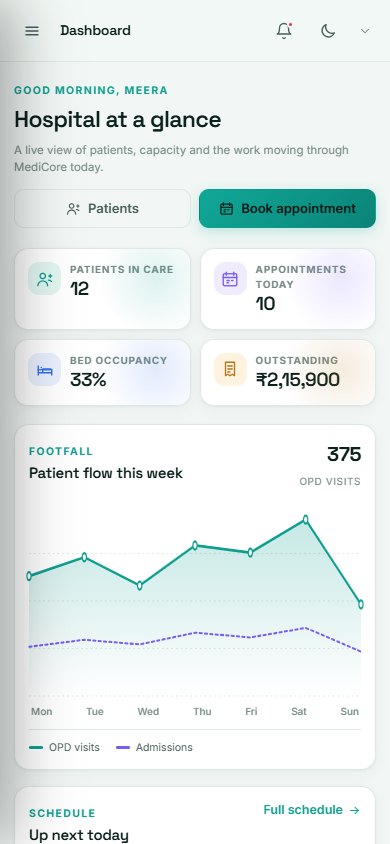 Dashboard
GOOD MORNING, MEERA
Hospital at a glance
A live view of patients, capacity and the work moving through
MediCore today.
Patients
Book appointment
PATIENTS IN CARE
12
APPOINTMENTS
TODAY
10
BED OCCUPANCY
33%
OUTSTANDING
₹2,15,900
FOOTFALL
Patient flow this week
375
OPD VISITS
Mon Tue Wed Thu Fri Sat Sun
OPD visits Admissions
SCHEDULE
Up next today
Full schedule →